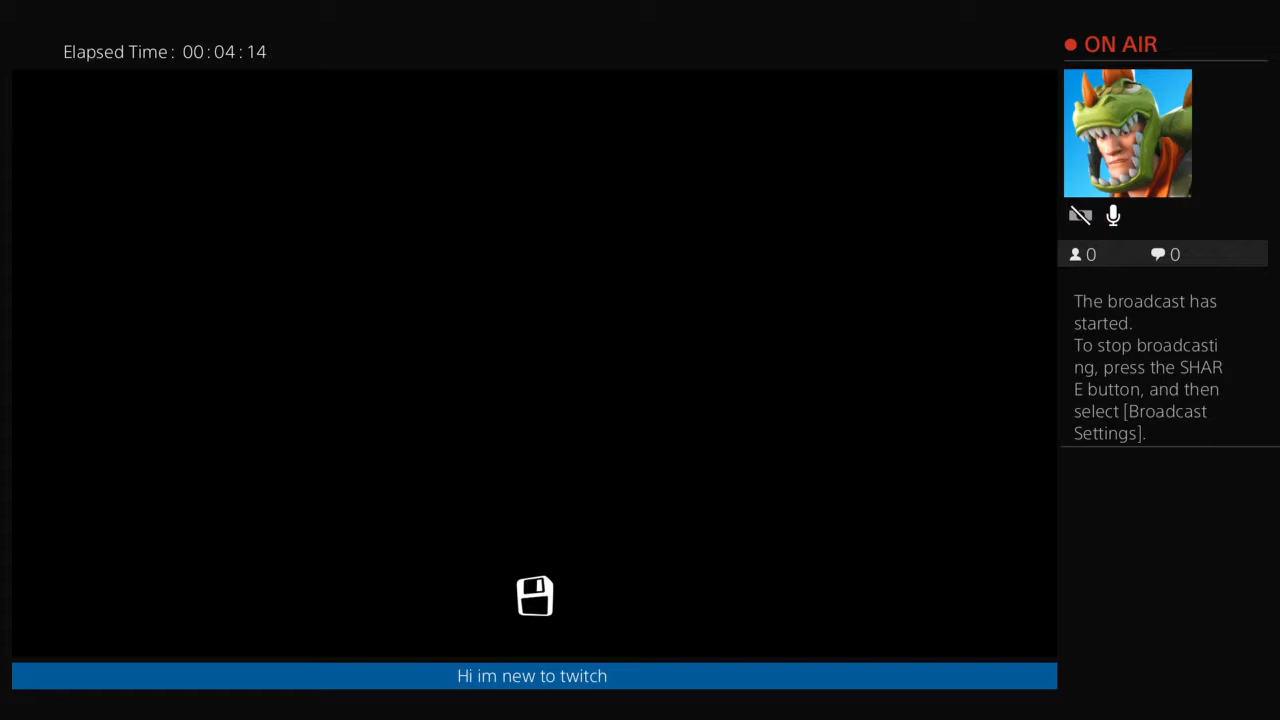 Elapsed Time: 00:04:14
ON AIR
0 0
The broadcast has
started.
To stop broadcasti
ng, press the SHAR
E button, and then
select [Broadcast
Settings].
Hi im new to twitch